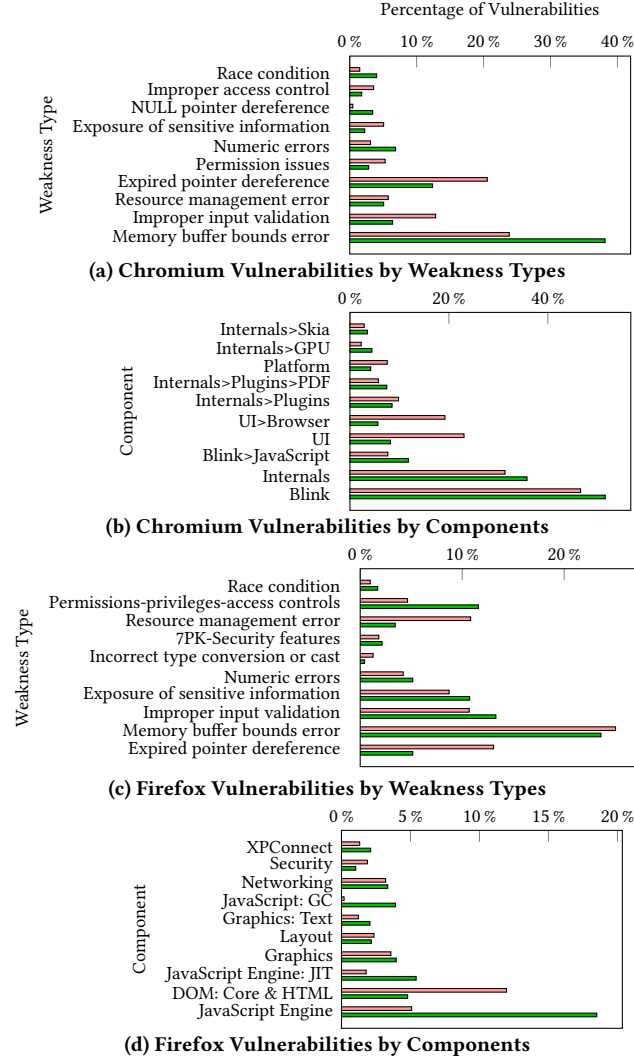 Percentage of Vulnerabilities
0 % 10 % 20 % 30 % 40 %
Weakness Type
Race condition
Improper access control
NULL pointer dereference
Exposure of sensitive information
Numeric errors
Permission issues
Expired pointer dereference
Resource management error
Improper input validation
Memory buffer bounds error
(a) Chromium Vulnerabilities by Weakness Types
0 % 20 % 40 %
Component
Internals>Skia
Internals>GPU
Platform
Internals>Plugins>PDF
Internals>Plugins
UI>Browser
UI
Blink>JavaScript
Internals
Blink
(b) Chromium Vulnerabilities by Components
0 % 10 % 20 %
Weakness Type
Race condition
Permissions-privileges-access controls
Resource management error
7PK-Security features
Incorrect type conversion or cast
Numeric errors
Exposure of sensitive information
Improper input validation
Memory buffer bounds error
Expired pointer dereference
(c) Firefox Vulnerabilities by Weakness Types
0 % 5 % 10 % 15 % 20 %
Component
XPConnect
Security
Networking
JavaScript: GC
Graphics: Text
Layout
Graphics
JavaScript Engine: JIT
DOM: Core & HTML
JavaScript Engine
(d) Firefox Vulnerabilities by Components